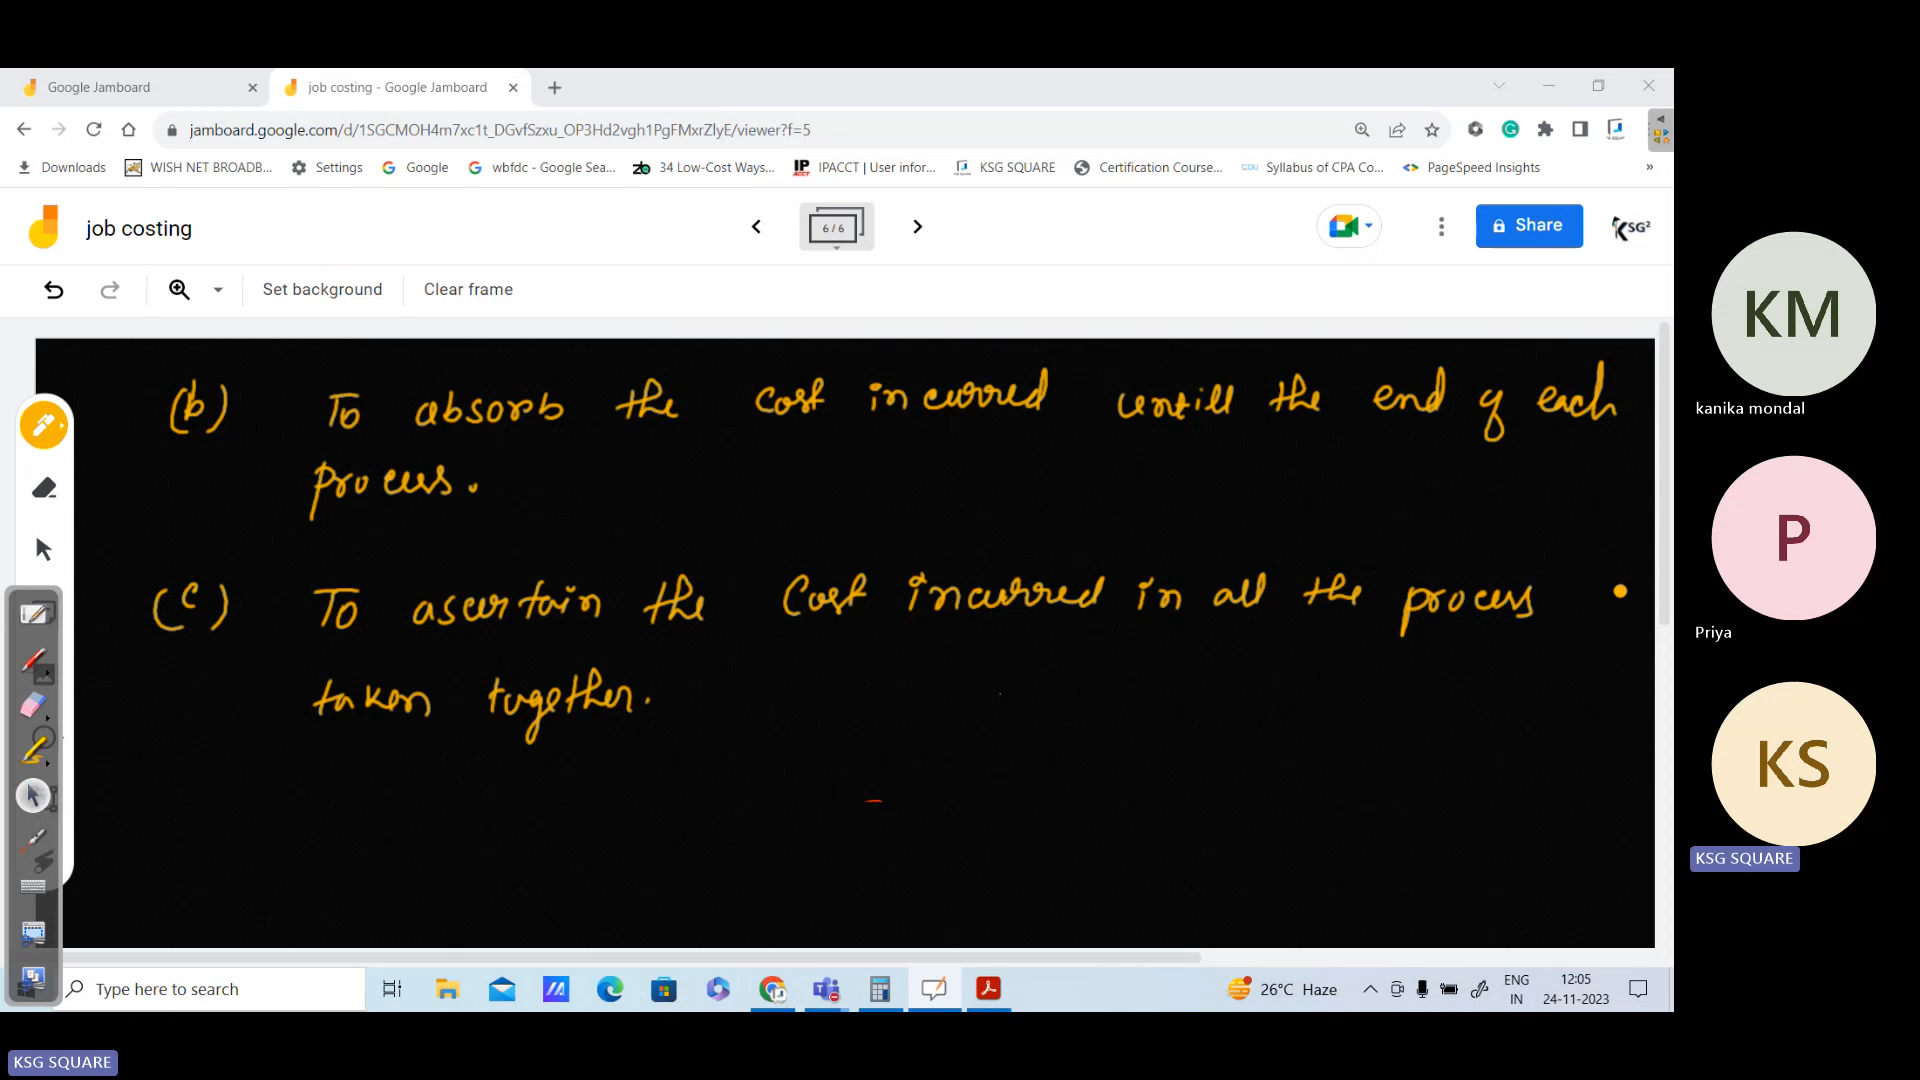 Google Jamboard
job costing - Google Jamboard
jamboard.google.com/d/1SGCMOH4m7xc1t_DGvfSzxu_OP3Hd2vgh1PgFMxrZlyE/viewer?f=5
Downloads WISH NET BROADB... Settings Google wbfdc - Google Sea... 34 Low-Cost Ways... IPACCT | User infor... KSG SQUARE Certification Course... Syllabus of CPA Co... PageSpeed Insights »
job costing
6 / 6
Share
KSG²
Set background Clear frame
(b) To absorb the cost incurred untill the end of each
process.
(c) To ascertain the Cost incurred in all the process
taken together.
KM
kanika mondal
P
Priya
KS
KSG SQUARE
Type here to search
26°C Haze
ENG
IN
12:05
24-11-2023
KSG SQUARE